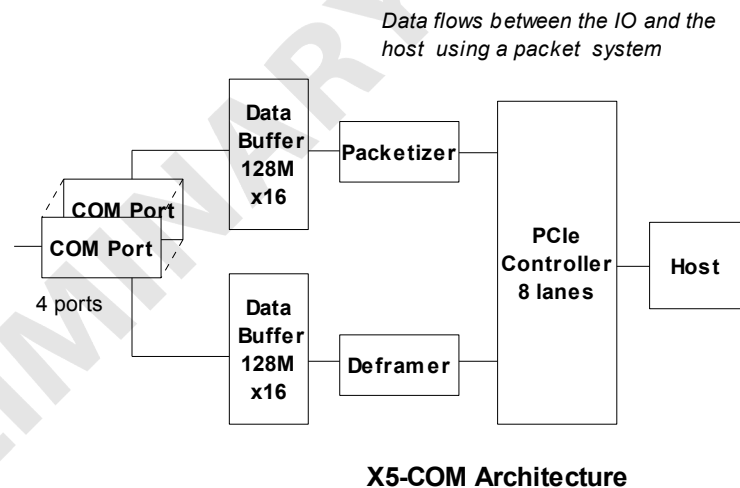 Data flows between the IO and the
host using a packet system
Data
Buffer
128M
x16
Packetizer
COM Port
COM Port
4 ports
PCIe
Controller
8 lanes
Host
Data
Buffer
128M
x16
Deframer
X5-COM Architecture